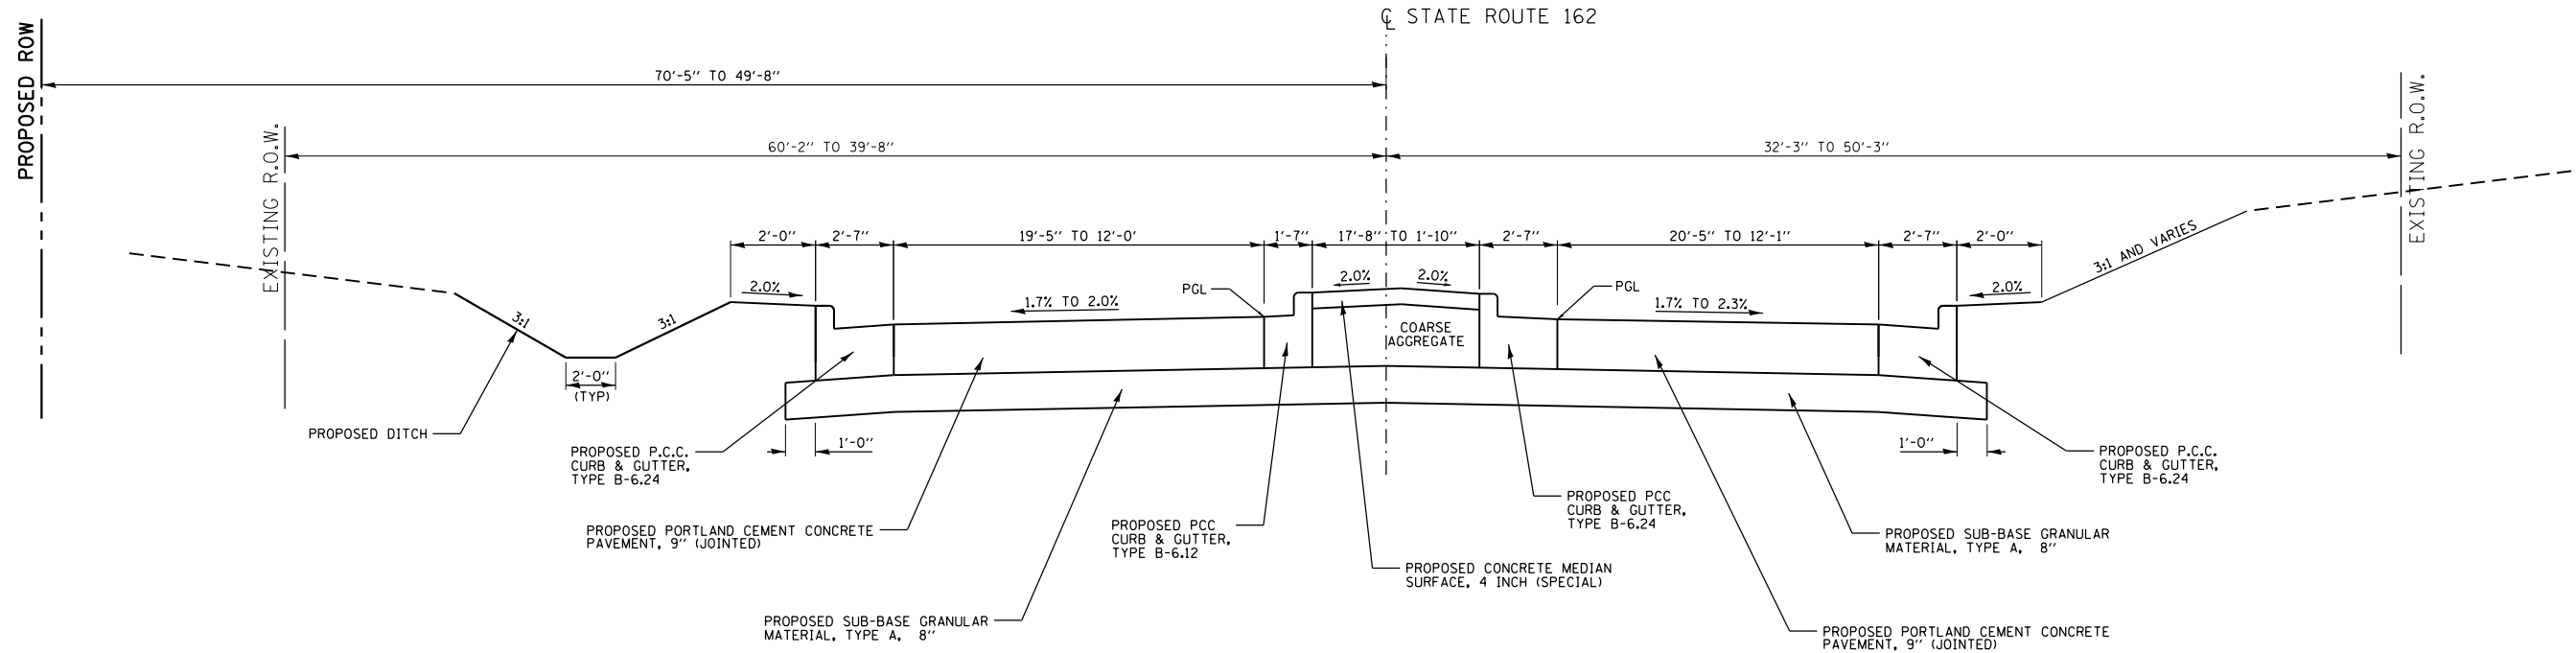 ℄ STATE ROUTE 162
PROPOSED ROW
70'-5" TO 49'-8"
EXISTING R.O.W.
60'-2" TO 39'-8"
32'-3" TO 50'-3"
EXISTING R.O.W.
2'-0"
2'-7"
19'-5" TO 12'-0'
1'-7"
17'-8" TO 1'-10"
2'-7"
20'-5" TO 12'-1"
2'-7"
2'-0"
3:1 AND VARIES
2.0%
PGL
2.0%
2.0%
PGL
2.0%
1.7% TO 2.0%
1.7% TO 2.3%
3:1
3:1
COARSE
AGGREGATE
2'-0"
(TYP)
PROPOSED DITCH
1'-0"
1'-0"
PROPOSED P.C.C.
CURB & GUTTER,
TYPE B-6.24
PROPOSED P.C.C.
CURB & GUTTER,
TYPE B-6.24
PROPOSED PORTLAND CEMENT CONCRETE
PAVEMENT, 9" (JOINTED)
PROPOSED PCC
CURB & GUTTER,
TYPE B-6.12
PROPOSED PCC
CURB & GUTTER,
TYPE B-6.24
PROPOSED SUB-BASE GRANULAR
MATERIAL, TYPE A, 8"
PROPOSED CONCRETE MEDIAN
SURFACE, 4 INCH (SPECIAL)
PROPOSED SUB-BASE GRANULAR
MATERIAL, TYPE A, 8"
PROPOSED PORTLAND CEMENT CONCRETE
PAVEMENT, 9" (JOINTED)